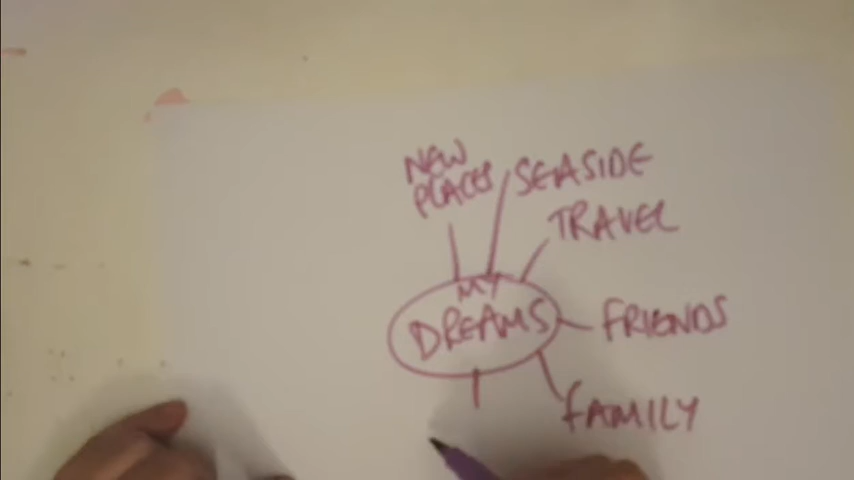 NEW
PLACES
SEASIDE
TRAVEL
MY
DREAMS
FRIENDS
FAMILY